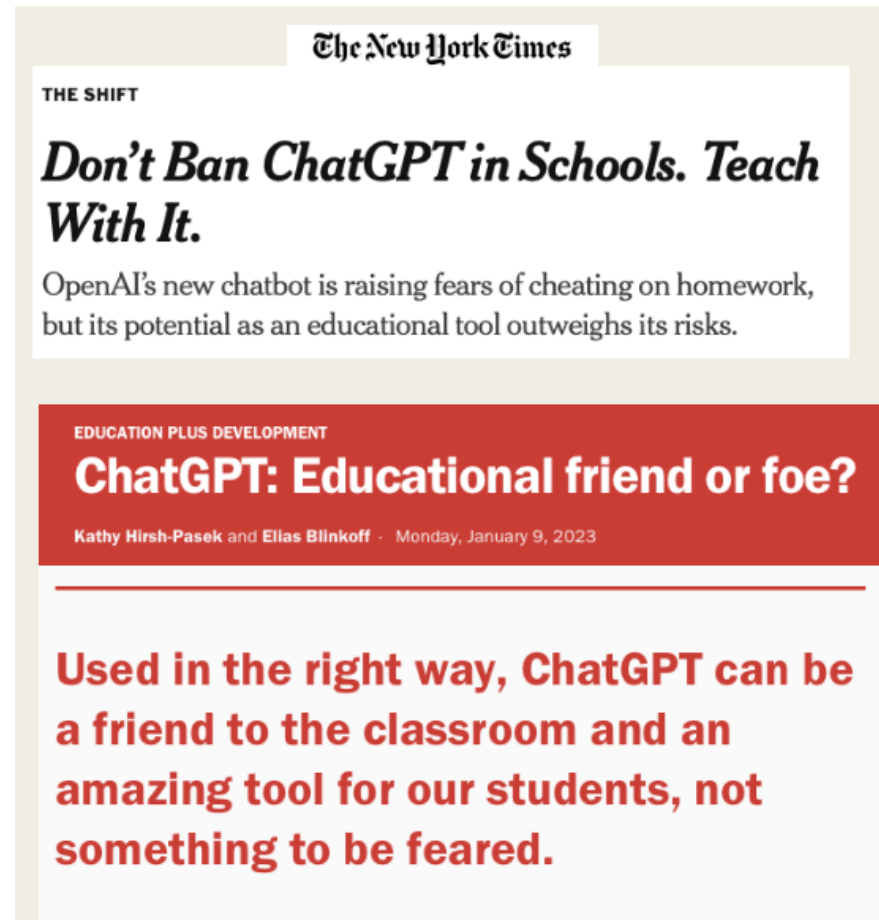 The New York Times
THE SHIFT
Don't Ban ChatGPT in Schools. Teach
With It.
OpenAI's new chatbot is raising fears of cheating on homework,
but its potential as an educational tool outweighs its risks.
EDUCATION PLUS DEVELOPMENT
ChatGPT: Educational friend or foe?
Kathy Hirsh-Pasek and Elias Blinkoff · Monday, January 9, 2023
Used in the right way, ChatGPT can be
a friend to the classroom and an
amazing tool for our students, not
something to be feared.